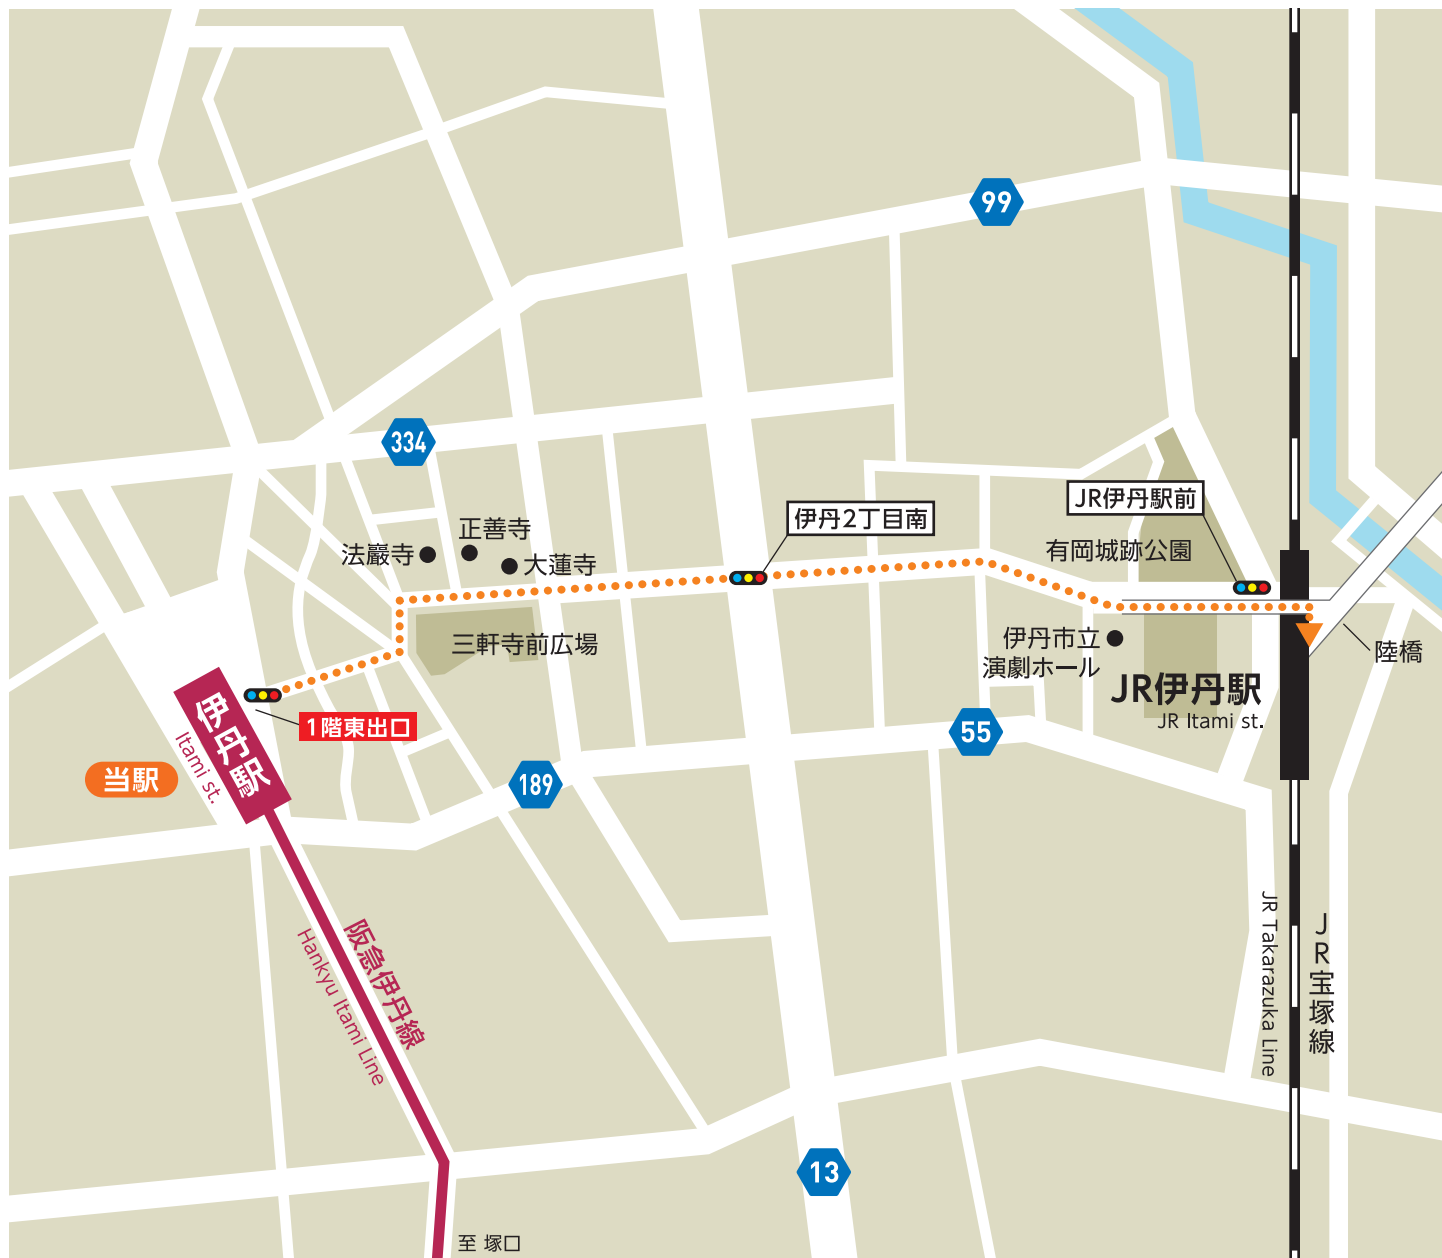 99
334
正善寺
法巖寺
大蓮寺
伊丹2丁目南
JR伊丹駅前
有岡城跡公園
三軒寺前広場
伊丹市立
演劇ホール
陸橋
JR伊丹駅
JR Itami st.
伊丹駅
Itami st.
1階東出口
当駅
55
189
阪急伊丹線
Hankyu Itami Line
JR Takarazuka Line
JR宝塚線
13
至 塚口